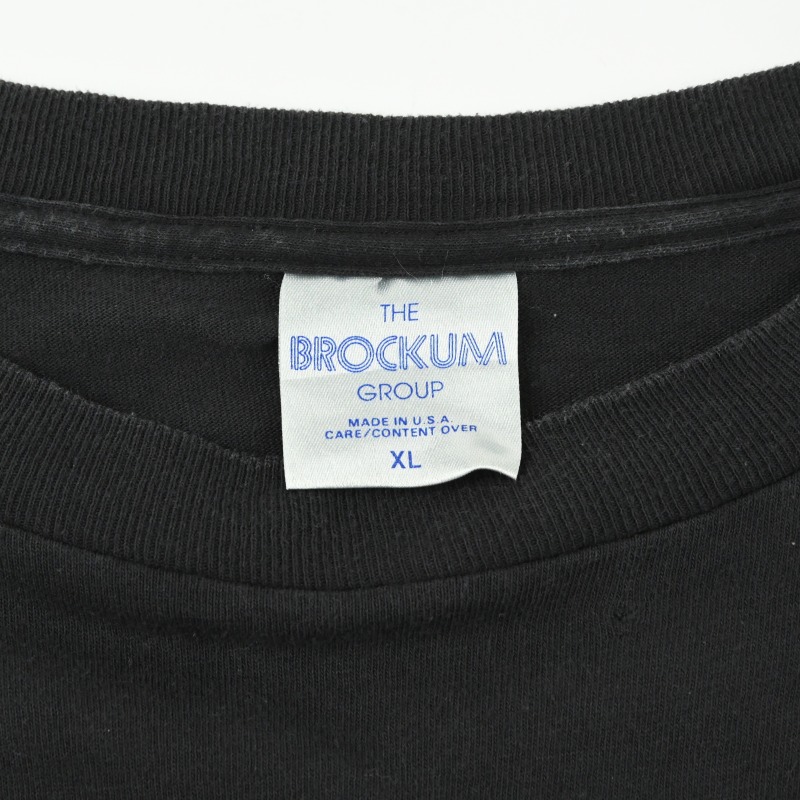 THE
BROCKUM
GROUP
MADE IN U.S.A.
CARE/CONTENT OVER
XL